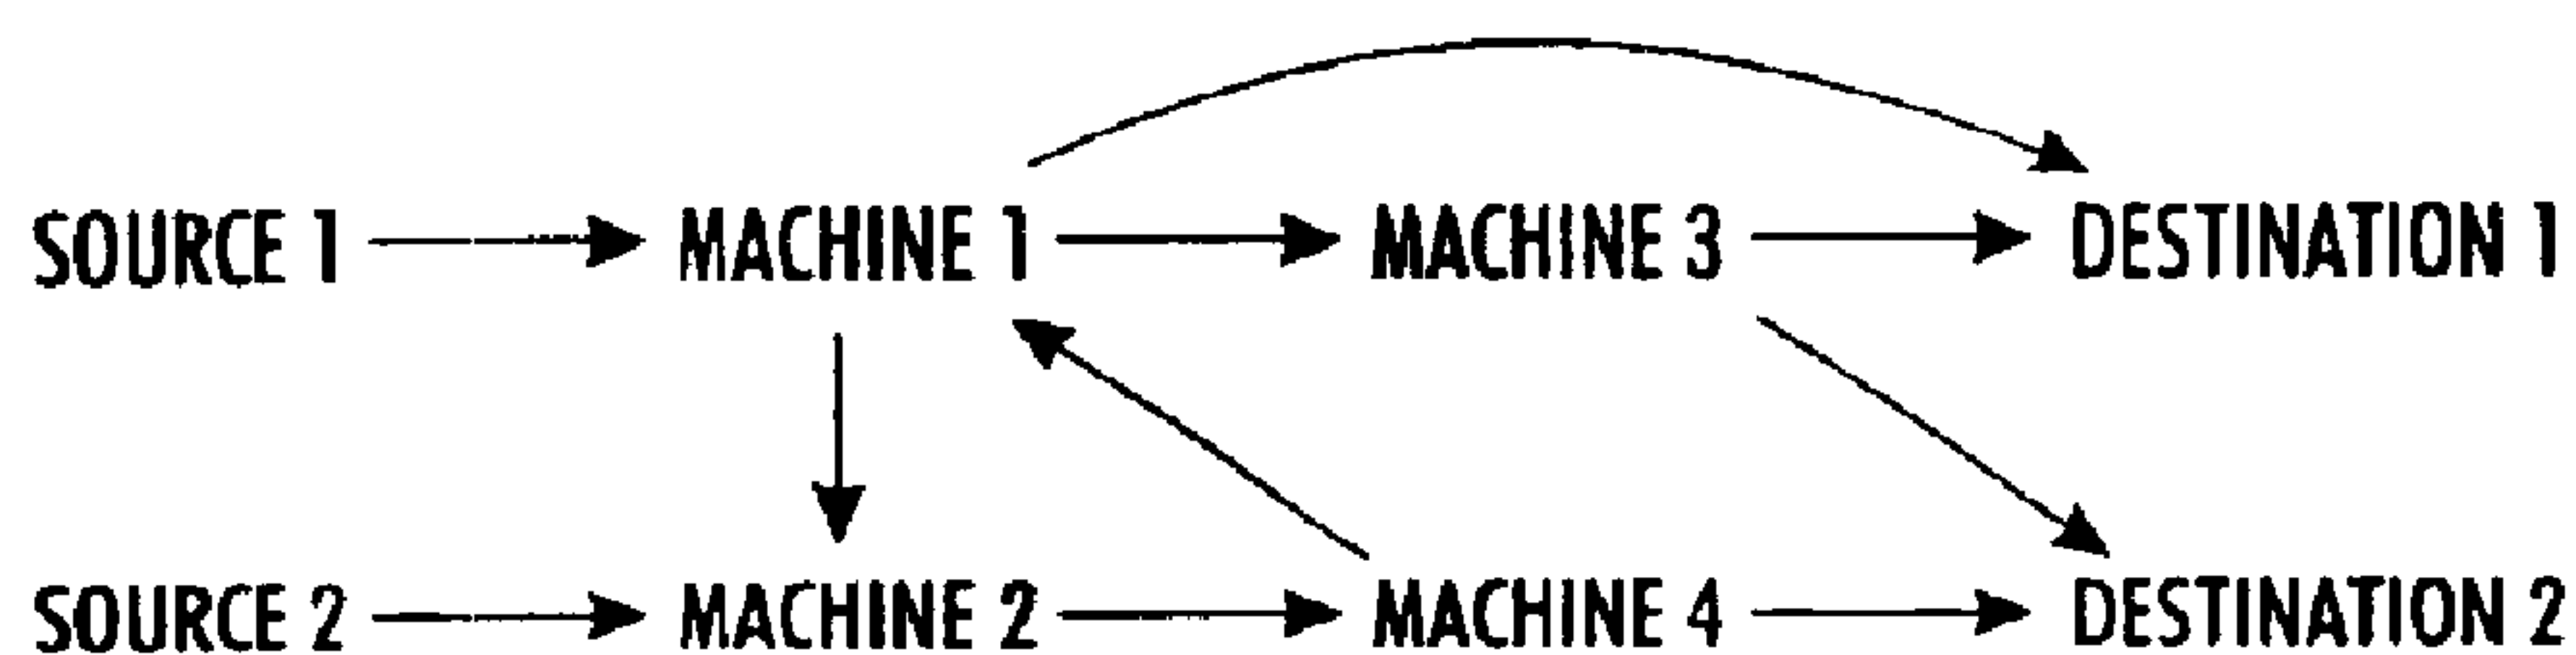 SOURCE 1 MACHINE 1 MACHINE 3 DESTINATION 1
SOURCE 2 MACHINE 2 MACHINE 4 DESTINATION 2